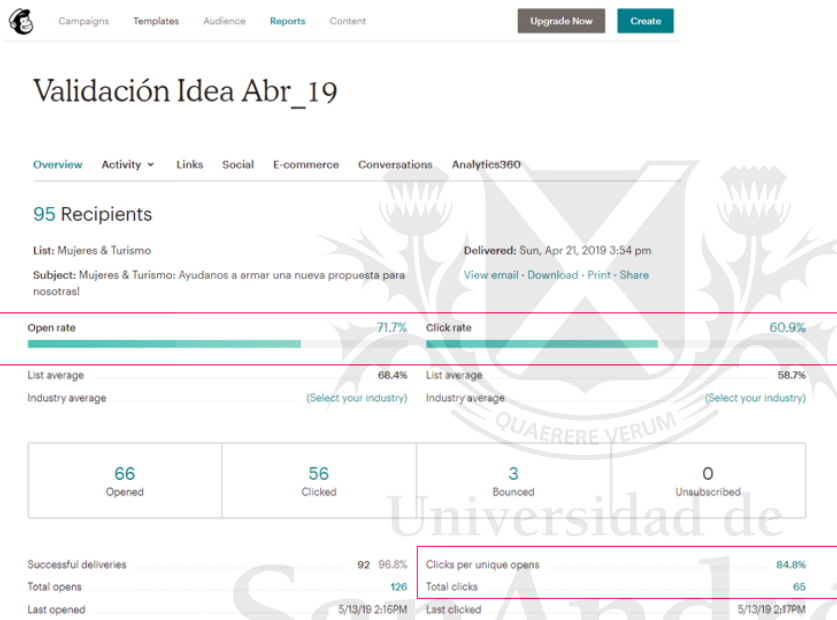 Campaigns Templates Audience Reports Content Upgrade Now Create
Validación Idea Abr_19
Overview Activity Links Social E-commerce Conversations Analytics360
95 Recipients
List: Mujeres & Turismo Delivered: Sun, Apr 21, 2019 3:54 pm
Subject: Mujeres & Turismo: Ayudanos a armar una nueva propuesta para View email · Download · Print · Share
nosotras!
Open rate 71.7% Click rate 60.9%
List average 68.4% List average 58.7%
Industry average (Select your industry) Industry average (Select your industry)
QUAERERE VERUM
66 56 3 0
Opened Clicked Bounced Unsubscribed
Universidad de
Successful deliveries 92 96.8% Clicks per unique opens 84.8%
Total opens 126 Total clicks 65
Last opened 5/13/19 2:16PM Last clicked 5/13/19 2:17PM